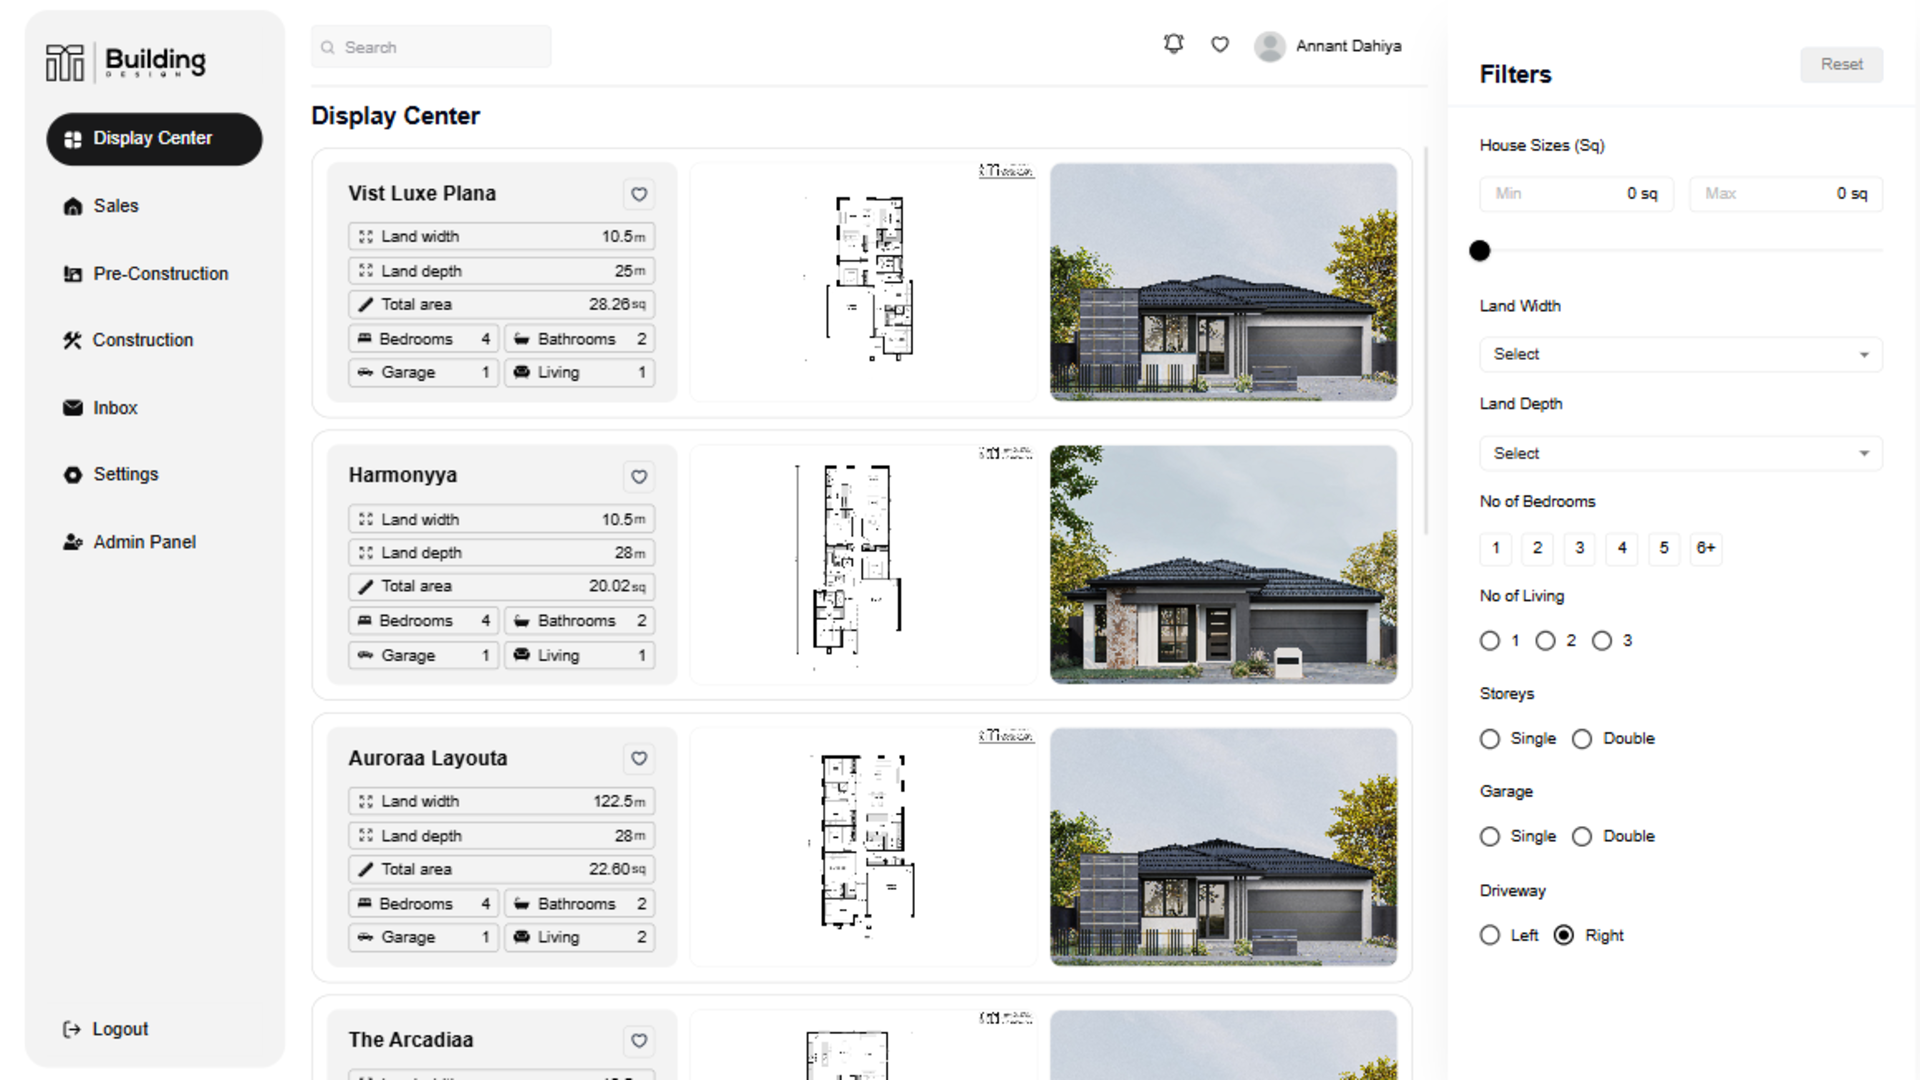 Building
DESIGN
Display Center
Sales
Pre-Construction
Construction
Inbox
Settings
Admin Panel
Logout
Search
Annant Dahiya
Display Center
Vist Luxe Plana
Land width 10.5m
Land depth 25m
Total area 28.26sq
Bedrooms 4 Bathrooms 2
Garage 1 Living 1
Harmonyya
Land width 10.5m
Land depth 28m
Total area 20.02sq
Bedrooms 4 Bathrooms 2
Garage 1 Living 1
Auroraa Layouta
Land width 122.5m
Land depth 28m
Total area 22.60sq
Bedrooms 4 Bathrooms 2
Garage 1 Living 2
The Arcadiaa
Filters
Reset
House Sizes (Sq)
Min 0 sq Max 0 sq
Land Width
Select
Land Depth
Select
No of Bedrooms
1 2 3 4 5 6+
No of Living
1 2 3
Storeys
Single Double
Garage
Single Double
Driveway
Left Right